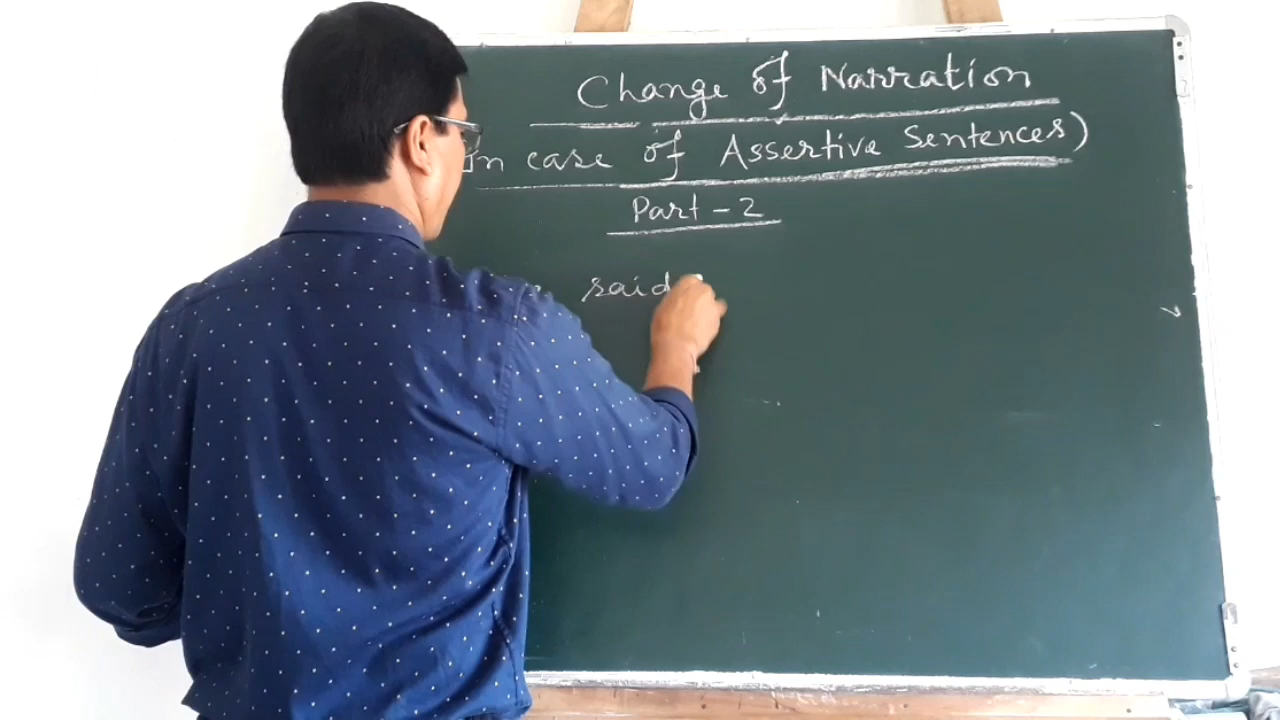 Change of Narration
In case of Assertive Sentences)
Part - 2
said